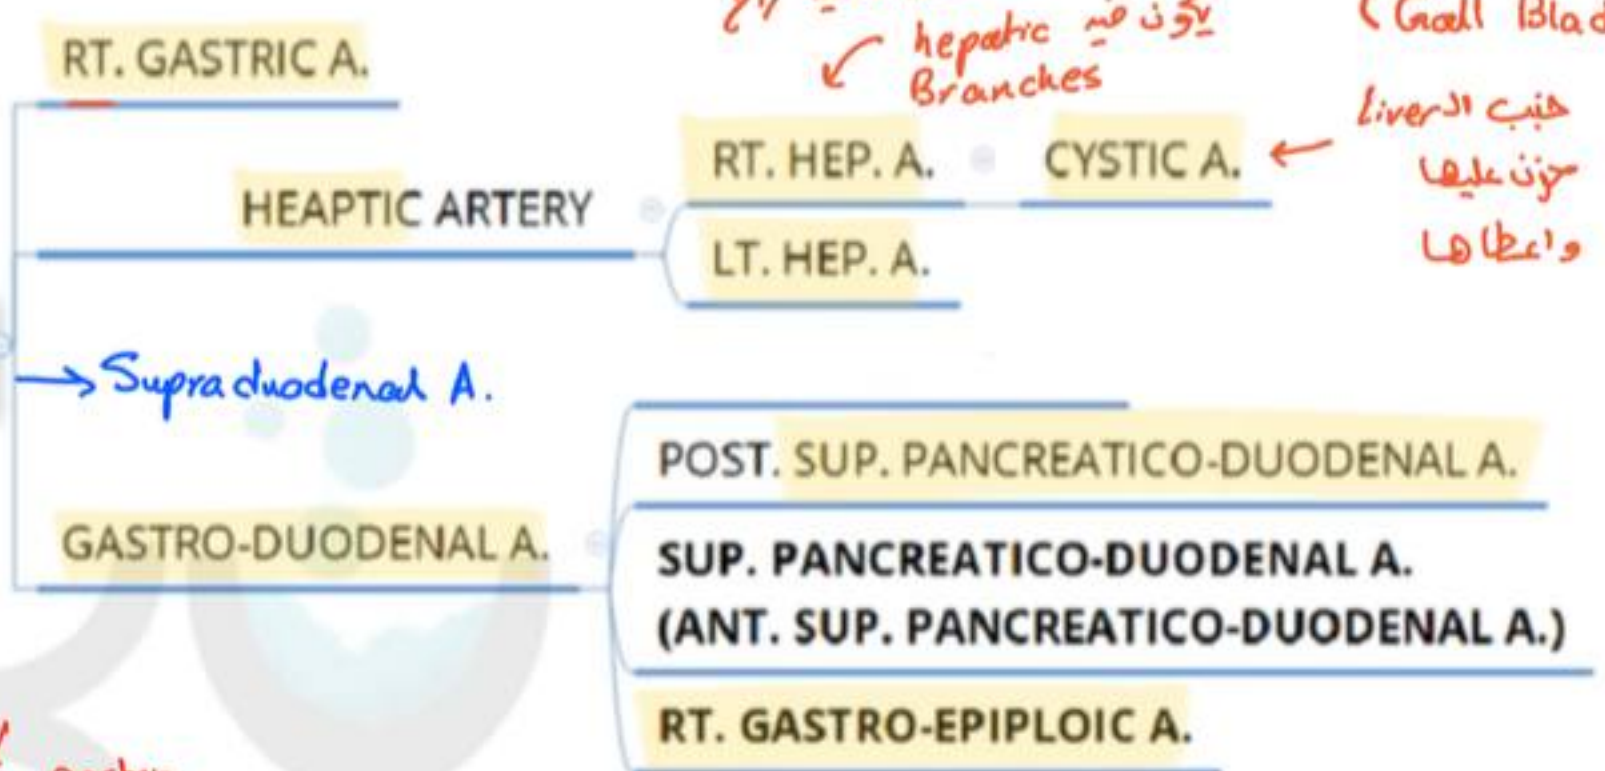 RT. GASTRIC A.
hepatic يكون فيه
Branches
(Gall Blad
جنب الـ liver
RT. HEP. A.
CYSTIC A.
حزن عليها
واعطاها
HEAPTIC ARTERY
LT. HEP. A.
Supraduodenal A.
POST. SUP. PANCREATICO-DUODENAL A.
GASTRO-DUODENAL A.
SUP. PANCREATICO-DUODENAL A.
(ANT. SUP. PANCREATICO-DUODENAL A.)
RT. GASTRO-EPIPLOIC A.